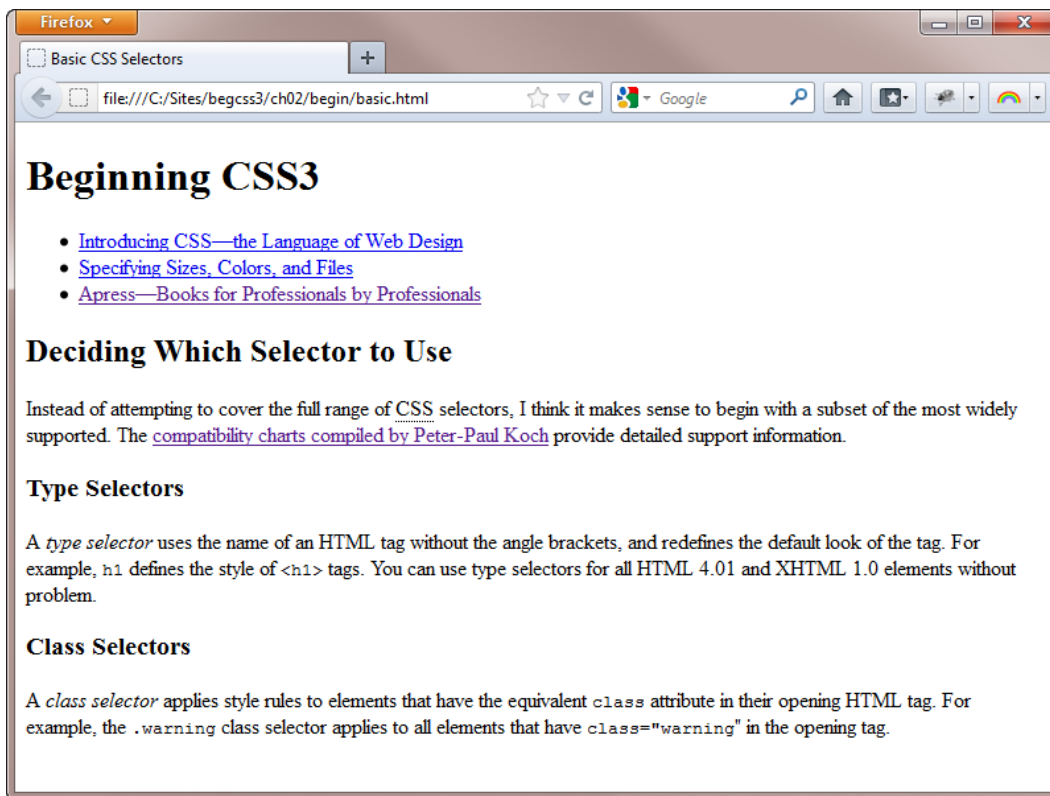 Firefox
Basic CSS Selectors
+
file:///C:/Sites/begcss3/ch02/begin/basic.html
Google
Beginning CSS3
• Introducing CSS—the Language of Web Design
• Specifying Sizes, Colors, and Files
• Apress—Books for Professionals by Professionals
Deciding Which Selector to Use
Instead of attempting to cover the full range of CSS selectors, I think it makes sense to begin with a subset of the most widely
supported. The compatibility charts compiled by Peter-Paul Koch provide detailed support information.
Type Selectors
A type selector uses the name of an HTML tag without the angle brackets, and redefines the default look of the tag. For
example, h1 defines the style of <h1> tags. You can use type selectors for all HTML 4.01 and XHTML 1.0 elements without
problem.
Class Selectors
A class selector applies style rules to elements that have the equivalent class attribute in their opening HTML tag. For
example, the .warning class selector applies to all elements that have class="warning" in the opening tag.